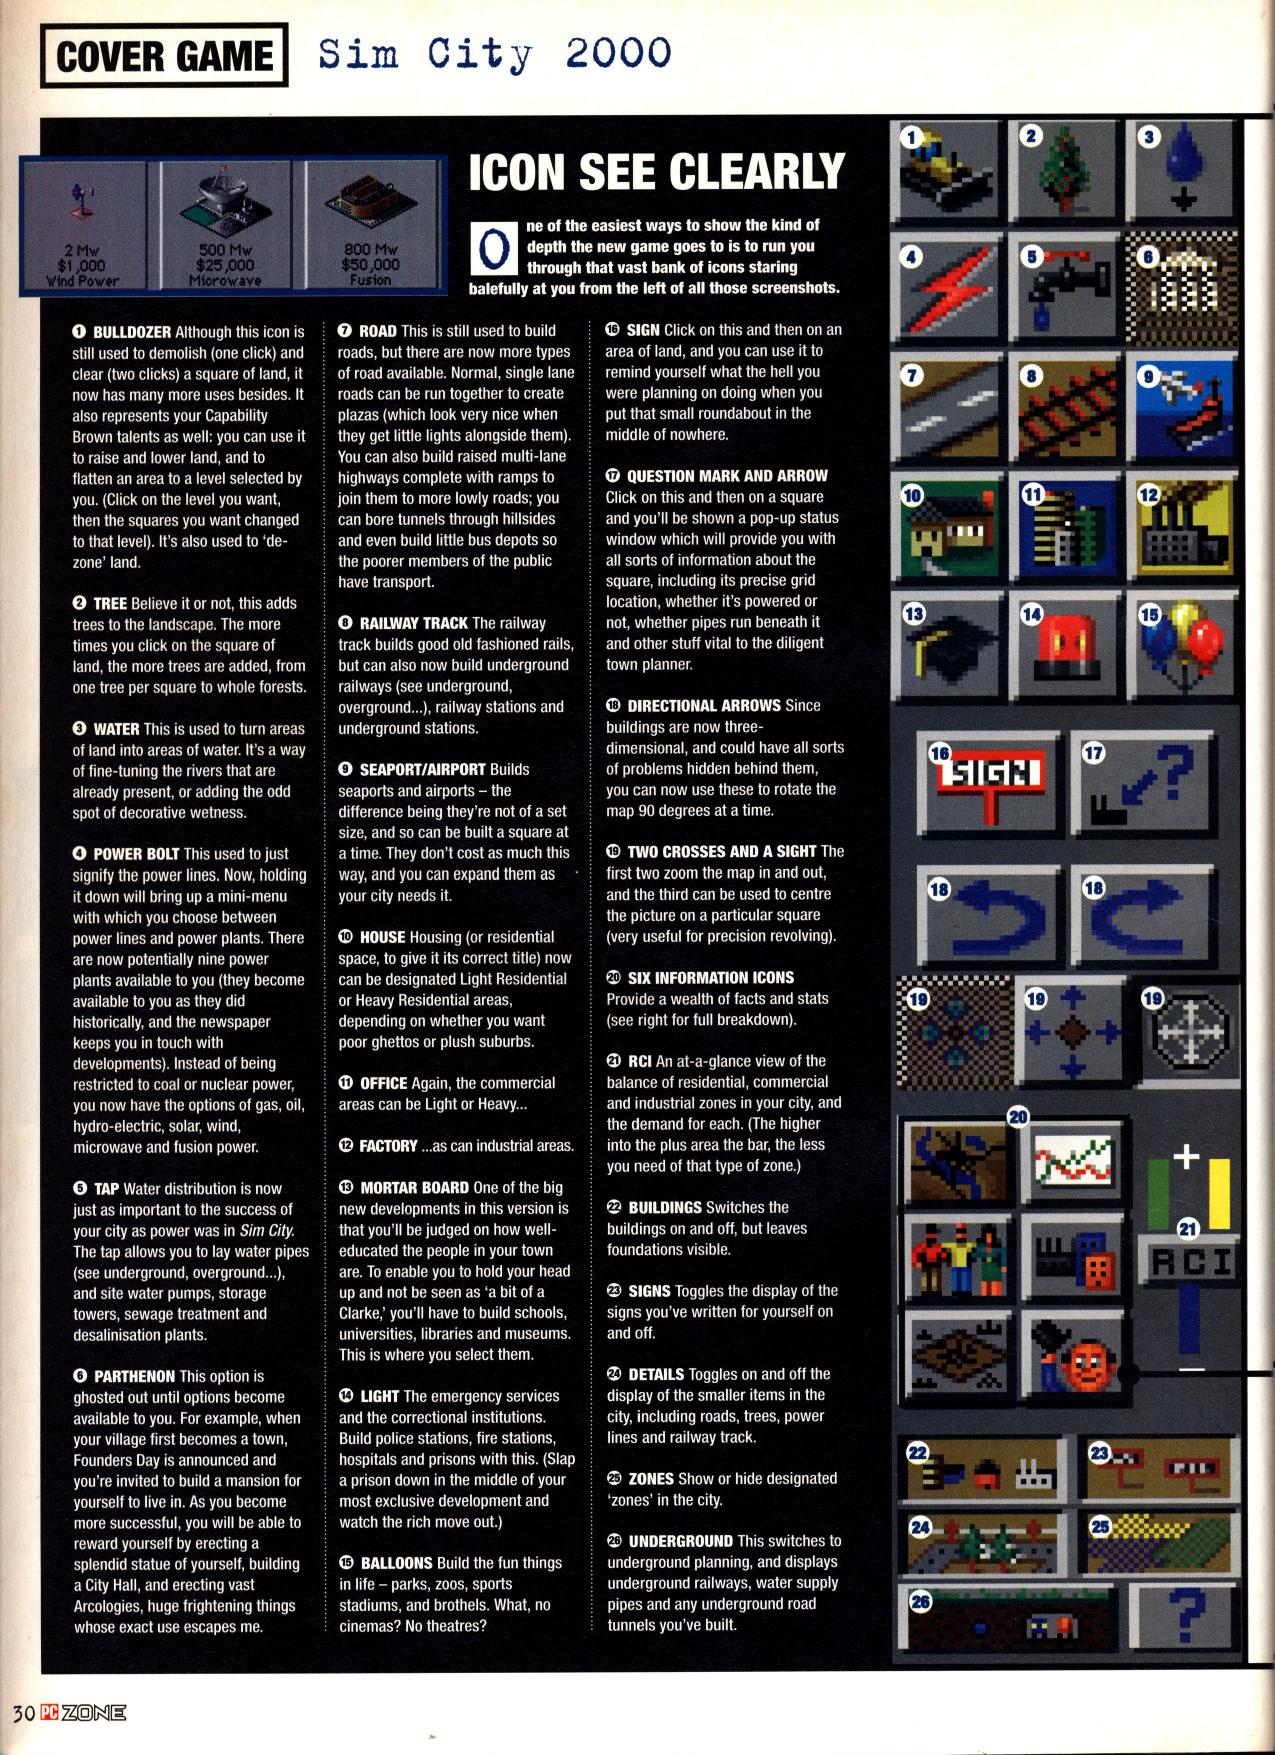 COVER GAME Sim City 2000
2 Mw
$1,000
Wind Power
500 Mw
$25,000
Microwave
800 Mw
$50,000
Fusion
ICON SEE CLEARLY
One of the easiest ways to show the kind of
depth the new game goes to is to run you
through that vast bank of icons staring
balefully at you from the left of all those screenshots.
1 BULLDOZER Although this icon is
still used to demolish (one click) and
clear (two clicks) a square of land, it
now has many more uses besides. It
also represents your Capability
Brown talents as well: you can use it
to raise and lower land, and to
flatten an area to a level selected by
you. (Click on the level you want,
then the squares you want changed
to that level). It's also used to ‘de-
zone’ land.
2 TREE Believe it or not, this adds
trees to the landscape. The more
times you click on the square of
land, the more trees are added, from
one tree per square to whole forests.
3 WATER This is used to turn areas
of land into areas of water. It's a way
of fine-tuning the rivers that are
already present, or adding the odd
spot of decorative wetness.
4 POWER BOLT This used to just
signify the power lines. Now, holding
it down will bring up a mini-menu
with which you choose between
power lines and power plants. There
are now potentially nine power
plants available to you (they become
available to you as they did
historically, and the newspaper
keeps you in touch with
developments). Instead of being
restricted to coal or nuclear power,
you now have the options of gas, oil,
hydro-electric, solar, wind,
microwave and fusion power.
5 TAP Water distribution is now
just as important to the success of
your city as power was in Sim City.
The tap allows you to lay water pipes
(see underground, overground...),
and site water pumps, storage
towers, sewage treatment and
desalinisation plants.
6 PARTHENON This option is
ghosted out until options become
available to you. For example, when
your village first becomes a town,
Founders Day is announced and
you're invited to build a mansion for
yourself to live in. As you become
more successful, you will be able to
reward yourself by erecting a
splendid statue of yourself, building
a City Hall, and erecting vast
Arcologies, huge frightening things
whose exact use escapes me.
7 ROAD This is still used to build
roads, but there are now more types
of road available. Normal, single lane
roads can be run together to create
plazas (which look very nice when
they get little lights alongside them).
You can also build raised multi-lane
highways complete with ramps to
join them to more lowly roads; you
can bore tunnels through hillsides
and even build little bus depots so
the poorer members of the public
have transport.
8 RAILWAY TRACK The railway
track builds good old fashioned rails,
but can also now build underground
railways (see underground,
overground...), railway stations and
underground stations.
9 SEAPORT/AIRPORT Builds
seaports and airports – the
difference being they're not of a set
size, and so can be built a square at
a time. They don't cost as much this
way, and you can expand them as
your city needs it.
10 HOUSE Housing (or residential
space, to give it its correct title) now
can be designated Light Residential
or Heavy Residential areas,
depending on whether you want
poor ghettos or plush suburbs.
11 OFFICE Again, the commercial
areas can be Light or Heavy...
12 FACTORY ...as can industrial areas.
13 MORTAR BOARD One of the big
new developments in this version is
that you'll be judged on how well-
educated the people in your town
are. To enable you to hold your head
up and not be seen as ‘a bit of a
Clarke,’ you'll have to build schools,
universities, libraries and museums.
This is where you select them.
14 LIGHT The emergency services
and the correctional institutions.
Build police stations, fire stations,
hospitals and prisons with this. (Slap
a prison down in the middle of your
most exclusive development and
watch the rich move out.)
15 BALLOONS Build the fun things
in life – parks, zoos, sports
stadiums, and brothels. What, no
cinemas? No theatres?
16 SIGN Click on this and then on an
area of land, and you can use it to
remind yourself what the hell you
were planning on doing when you
put that small roundabout in the
middle of nowhere.
17 QUESTION MARK AND ARROW
Click on this and then on a square
and you'll be shown a pop-up status
window which will provide you with
all sorts of information about the
square, including its precise grid
location, whether it's powered or
not, whether pipes run beneath it
and other stuff vital to the diligent
town planner.
18 DIRECTIONAL ARROWS Since
buildings are now three-
dimensional, and could have all sorts
of problems hidden behind them,
you can now use these to rotate the
map 90 degrees at a time.
19 TWO CROSSES AND A SIGHT The
first two zoom the map in and out,
and the third can be used to centre
the picture on a particular square
(very useful for precision revolving).
20 SIX INFORMATION ICONS
Provide a wealth of facts and stats
(see right for full breakdown).
21 RCI An at-a-glance view of the
balance of residential, commercial
and industrial zones in your city, and
the demand for each. (The higher
into the plus area the bar, the less
you need of that type of zone.)
22 BUILDINGS Switches the
buildings on and off, but leaves
foundations visible.
23 SIGNS Toggles the display of the
signs you've written for yourself on
and off.
24 DETAILS Toggles on and off the
display of the smaller items in the
city, including roads, trees, power
lines and railway track.
25 ZONES Show or hide designated
‘zones’ in the city.
26 UNDERGROUND This switches to
underground planning, and displays
underground railways, water supply
pipes and any underground road
tunnels you've built.
1 2 3
4 5 6
7 8 9
10 11 12
13 14 15
16 SIGN 17 ?
18 18
19 19 19
20
+
21
RCI
–
22 23
24 25
26 ?
30 PC ZONE